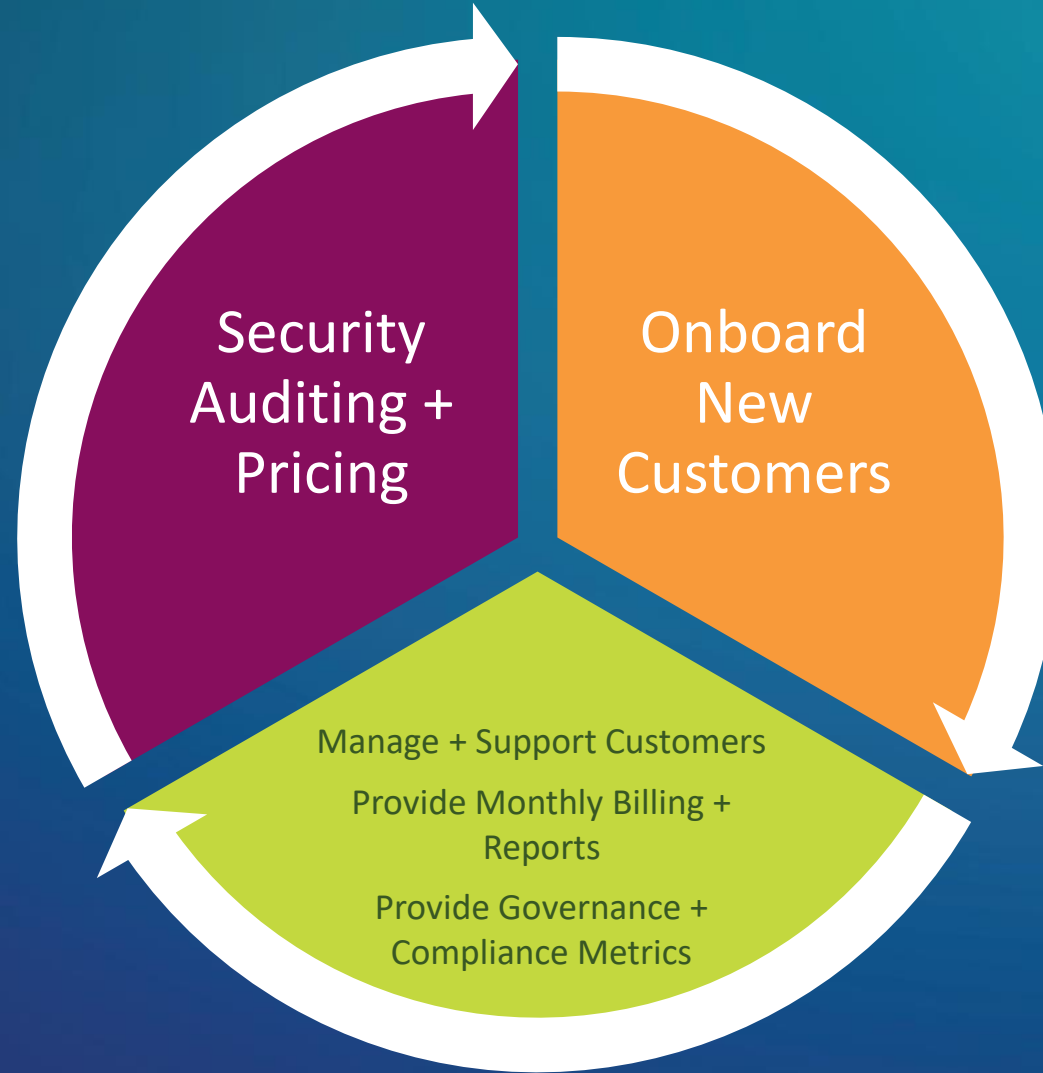 Security
Auditing +
Pricing
Onboard
New
Customers
Manage + Support Customers
Provide Monthly Billing +
Reports
Provide Governance +
Compliance Metrics